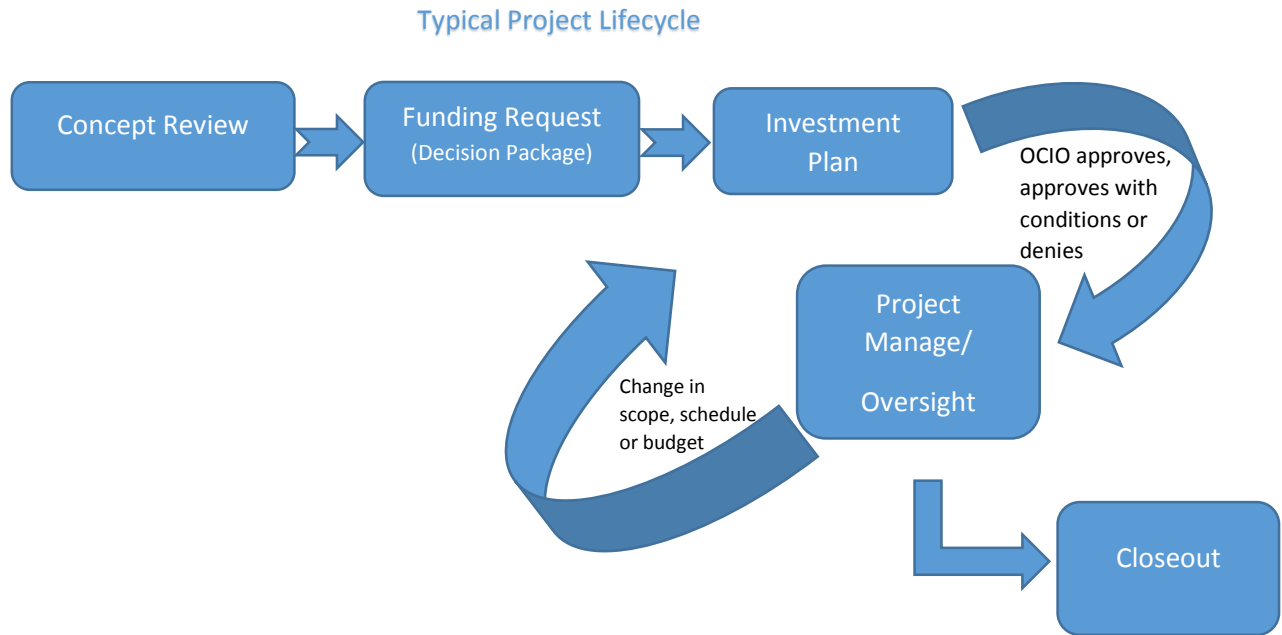 Typical Project Lifecycle
Concept Review
Funding Request
(Decision Package)
Investment
Plan
OCIO approves,
approves with
conditions or
denies
Project
Manage/
Oversight
Change in
scope, schedule
or budget
Closeout